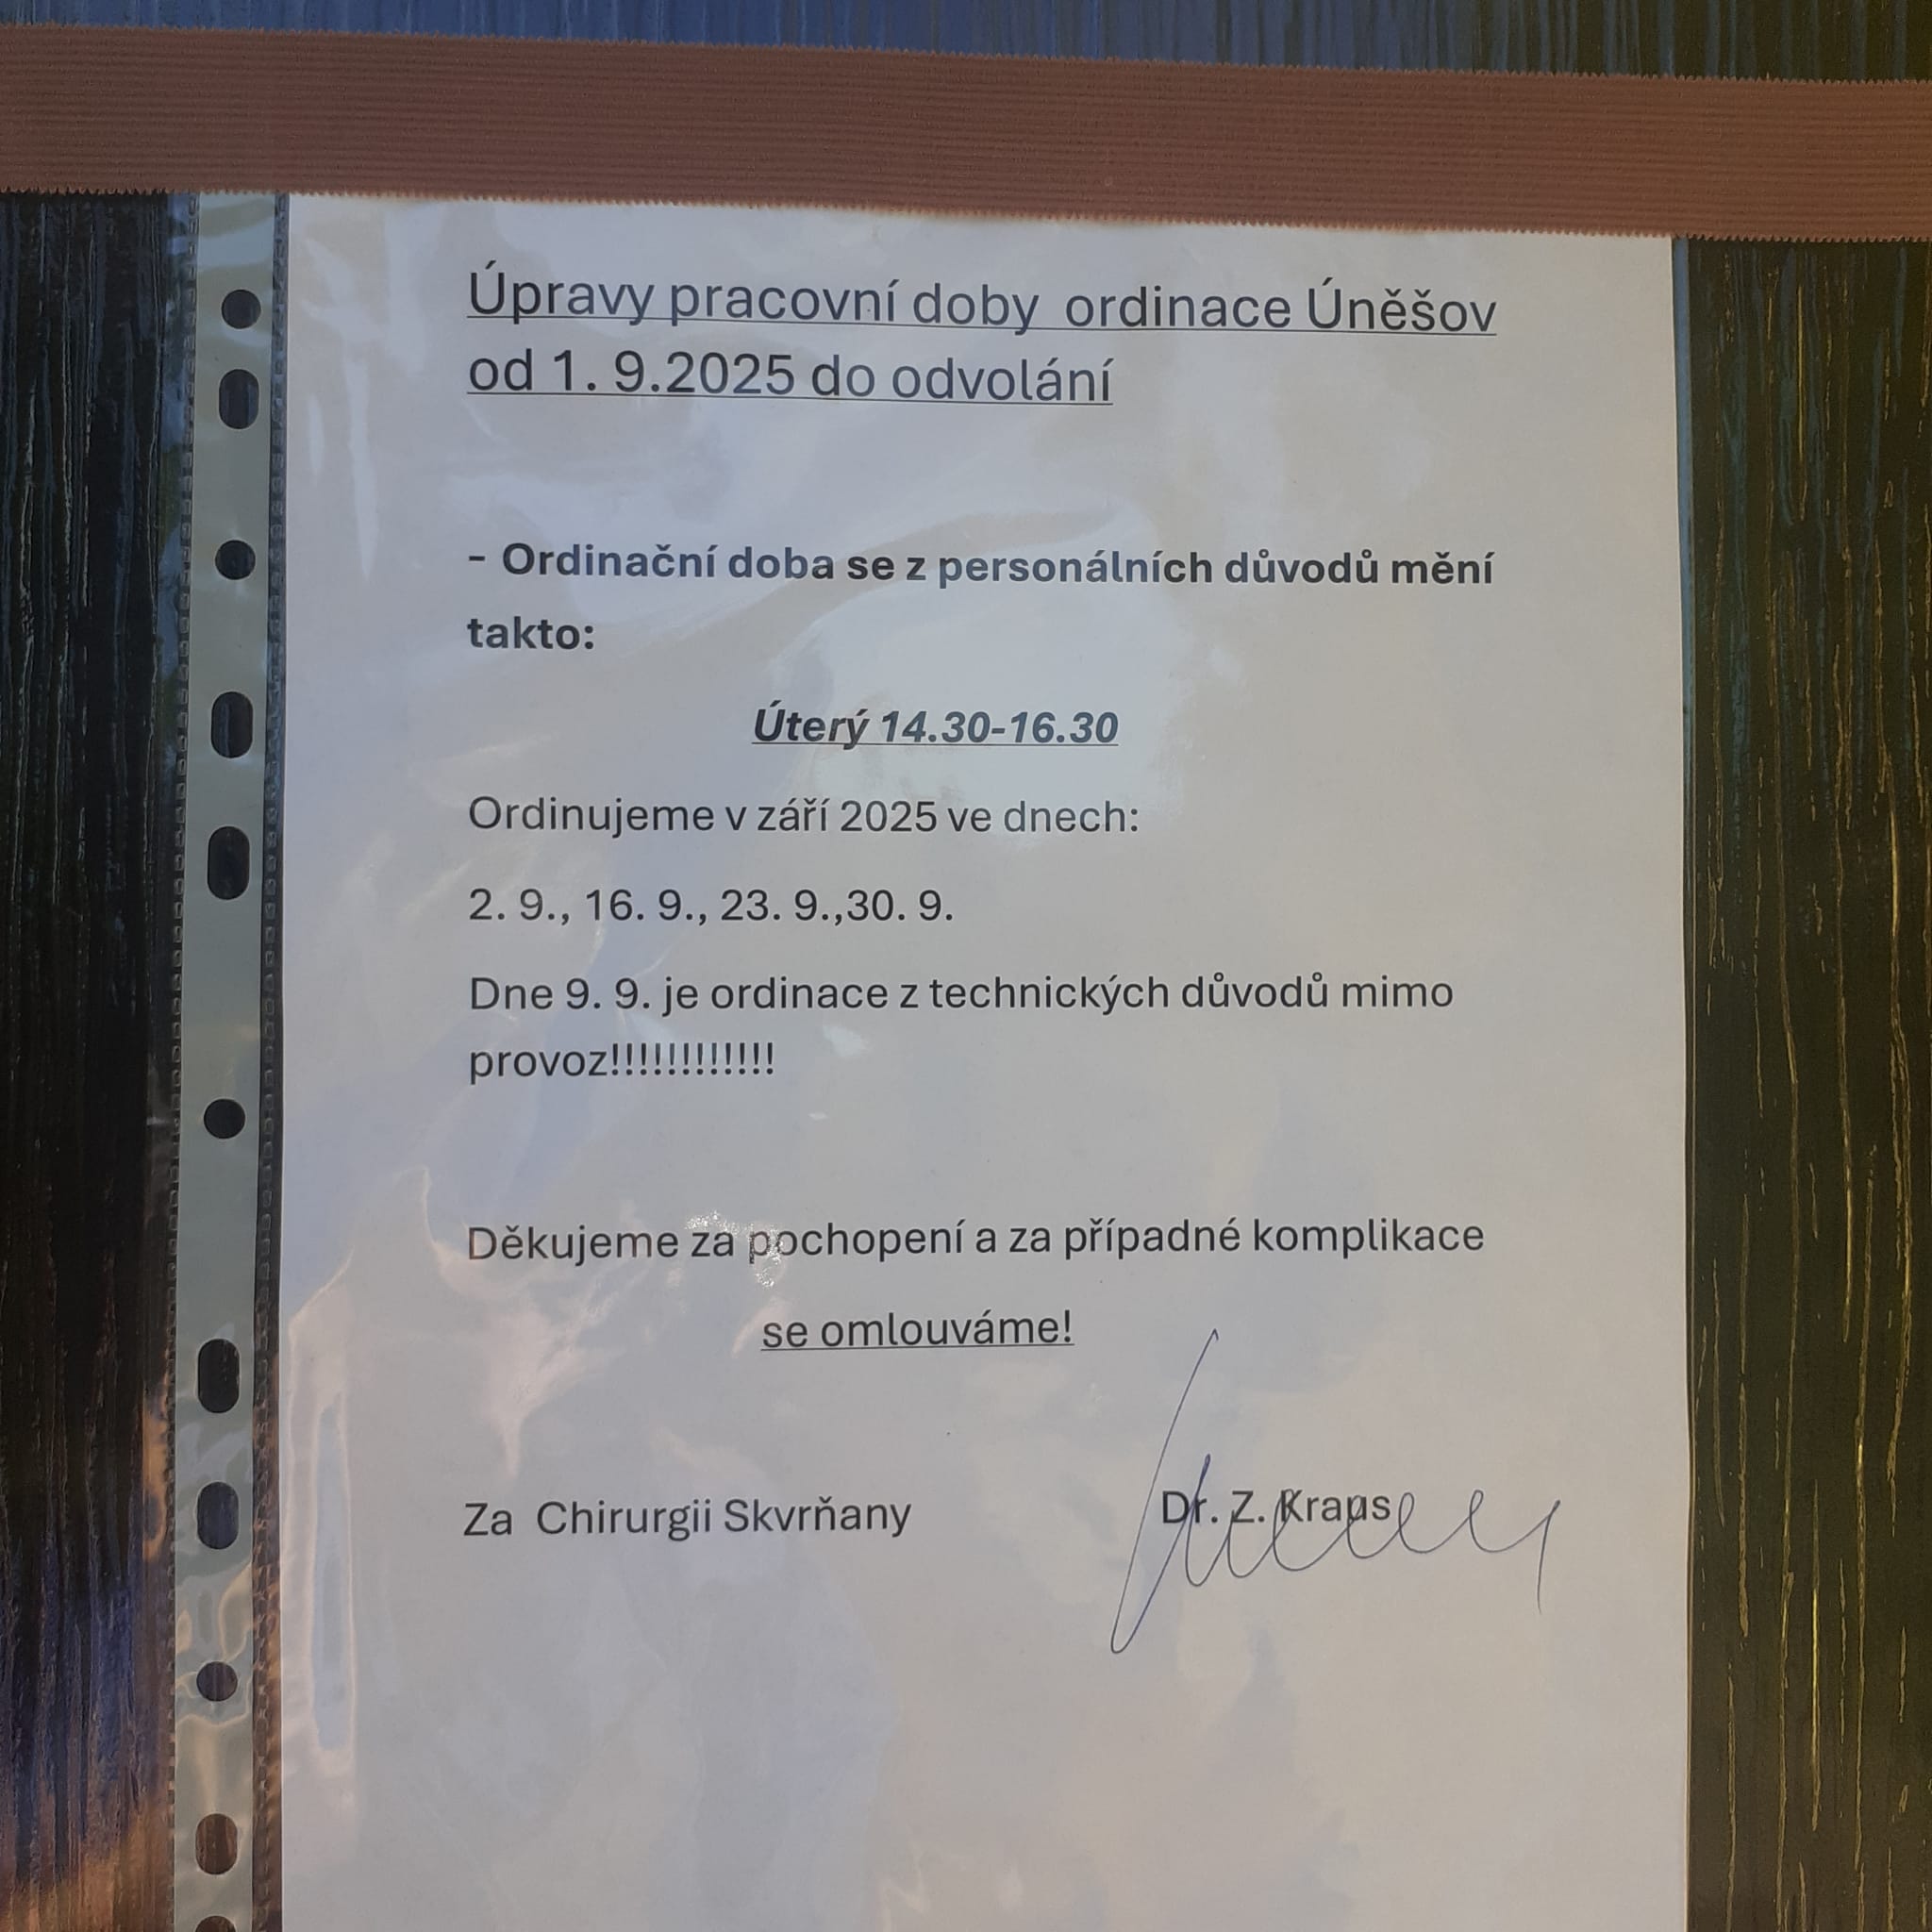 Úpravy pracovní doby  ordinace Úněšov
od 1. 9.2025 do odvolání
- Ordinační doba se z personálních důvodů mění
takto:
Úterý 14.30-16.30
Ordinujeme v září 2025 ve dnech:
2. 9., 16. 9., 23. 9.,30. 9.
Dne 9. 9. je ordinace z technických důvodů mimo
provoz!!!!!!!!!!!!!
Děkujeme za pochopení a za případné komplikace
se omlouváme!
Za  Chirurgii Skvrňany Dr. Z. Kraus